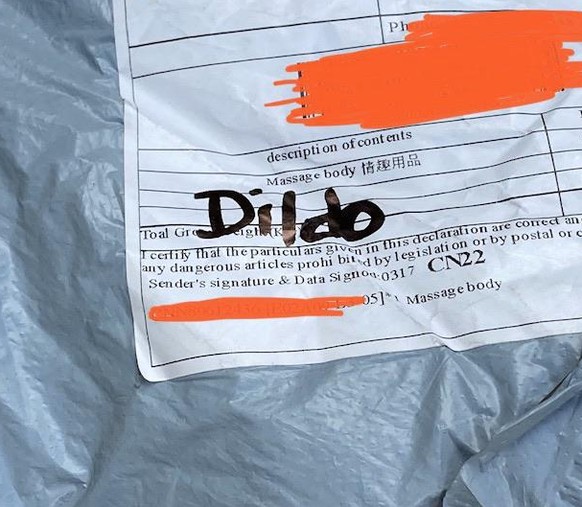 Ph
description of contents
Massage body 情趣用品
Dildo
Toal Gro
I certify that the particulars given in this declaration are correct an
any dangerous articles prohi bited by legislation or by postal or c
Sender's signature & Data Signon:0317 CN22
05]* Massage body